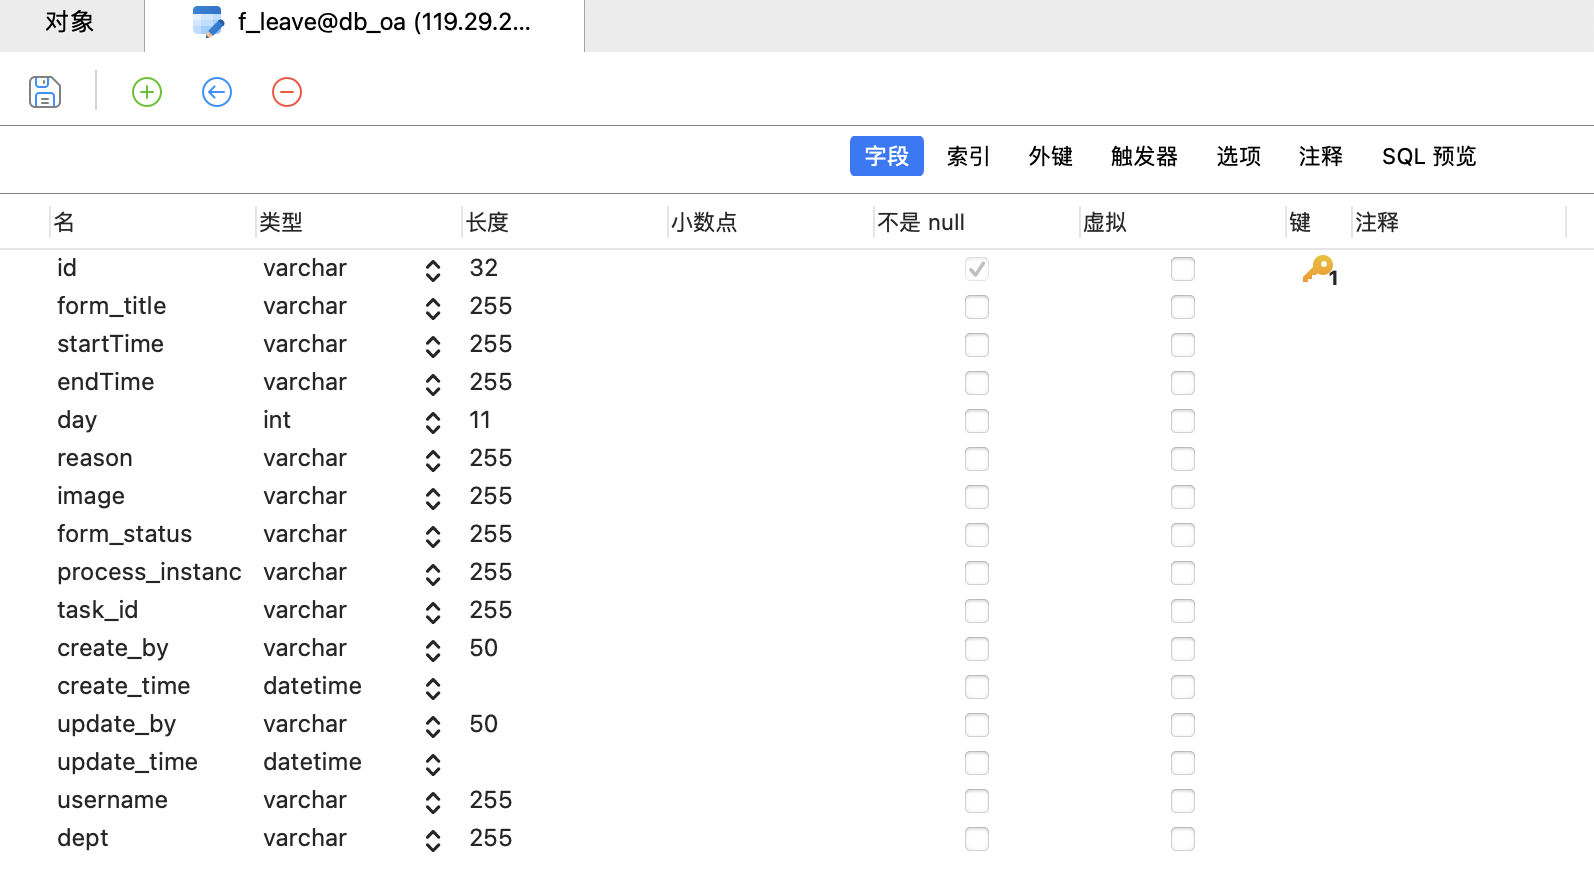 对象 f_leave@db_oa (119.29.2...
字段 索引 外键 触发器 选项 注释 SQL 预览
名 类型 长度 小数点 不是 null 虚拟 键 注释
id varchar 32 1
form_title varchar 255
startTime varchar 255
endTime varchar 255
day int 11
reason varchar 255
image varchar 255
form_status varchar 255
process_instanc varchar 255
task_id varchar 255
create_by varchar 50
create_time datetime
update_by varchar 50
update_time datetime
username varchar 255
dept varchar 255